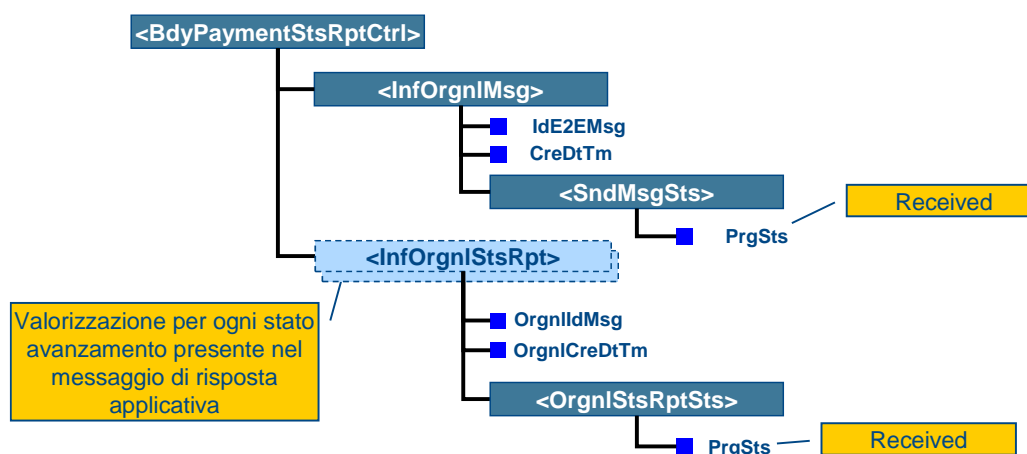 <BdyPaymentStsRptCtrl>
<InfOrgnlMsg>
IdE2EMsg
CreDtTm
<SndMsgSts>
Received
PrgSts
<InfOrgnlStsRpt>
Valorizzazione per ogni stato
avanzamento presente nel
messaggio di risposta
applicativa
OrgnlIdMsg
OrgnlCreDtTm
<OrgnlStsRptSts>
PrgSts
Received